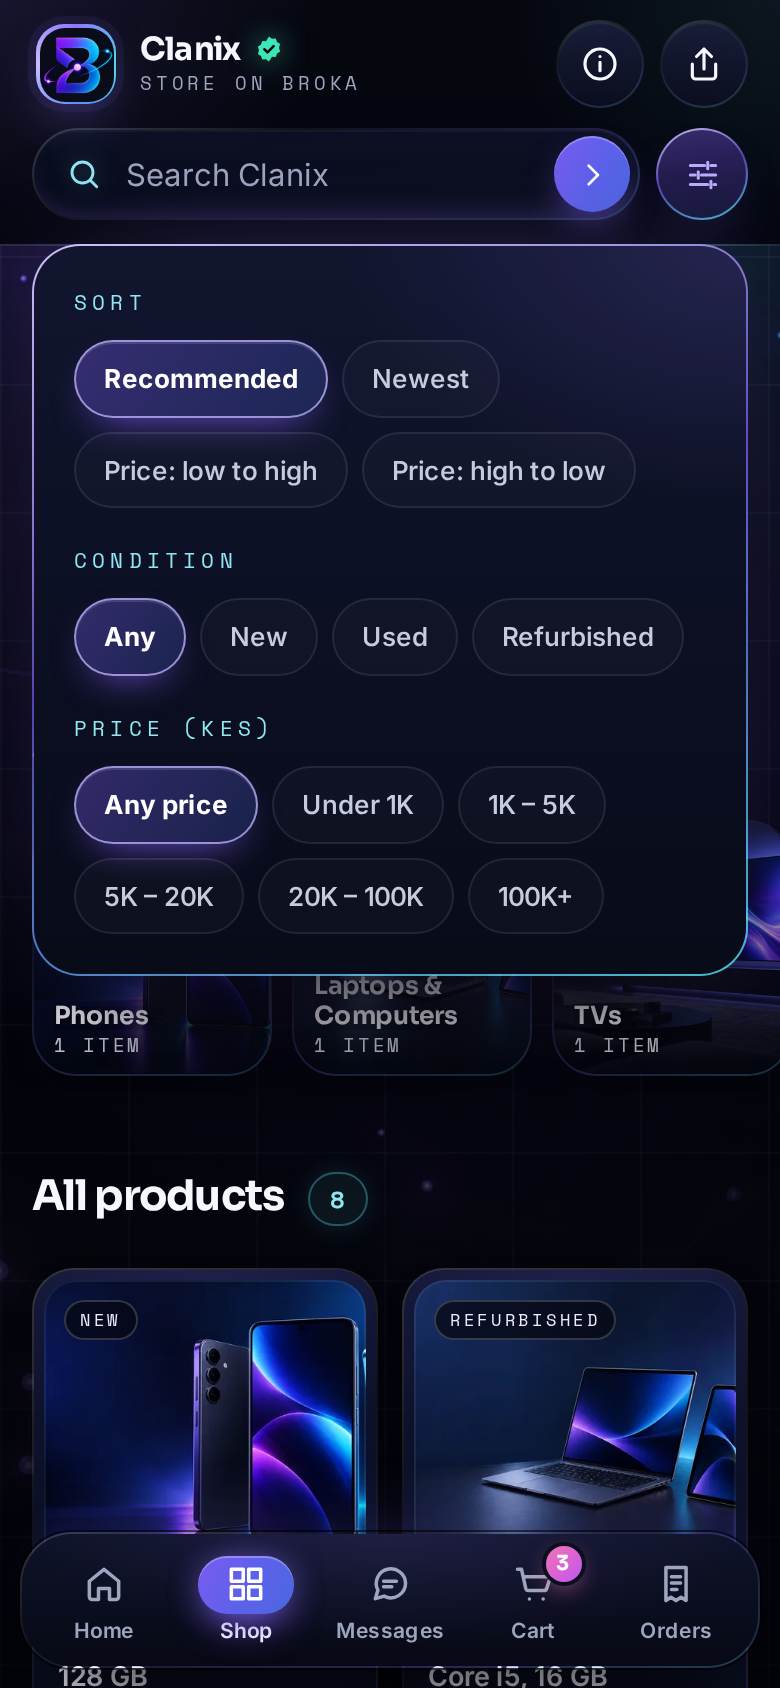 Clanix
STORE ON BROKA
Search Clanix
SORT
Recommended
Newest
Price: low to high
Price: high to low
CONDITION
Any
New
Used
Refurbished
PRICE (KES)
Any price
Under 1K
1K – 5K
5K – 20K
20K – 100K
100K+
Phones
1 ITEM
Laptops &
Computers
1 ITEM
TVs
1 ITEM
All products
8
NEW
REFURBISHED
3
Home
Shop
Messages
Cart
Orders
128 GB
Core i5, 16 GB